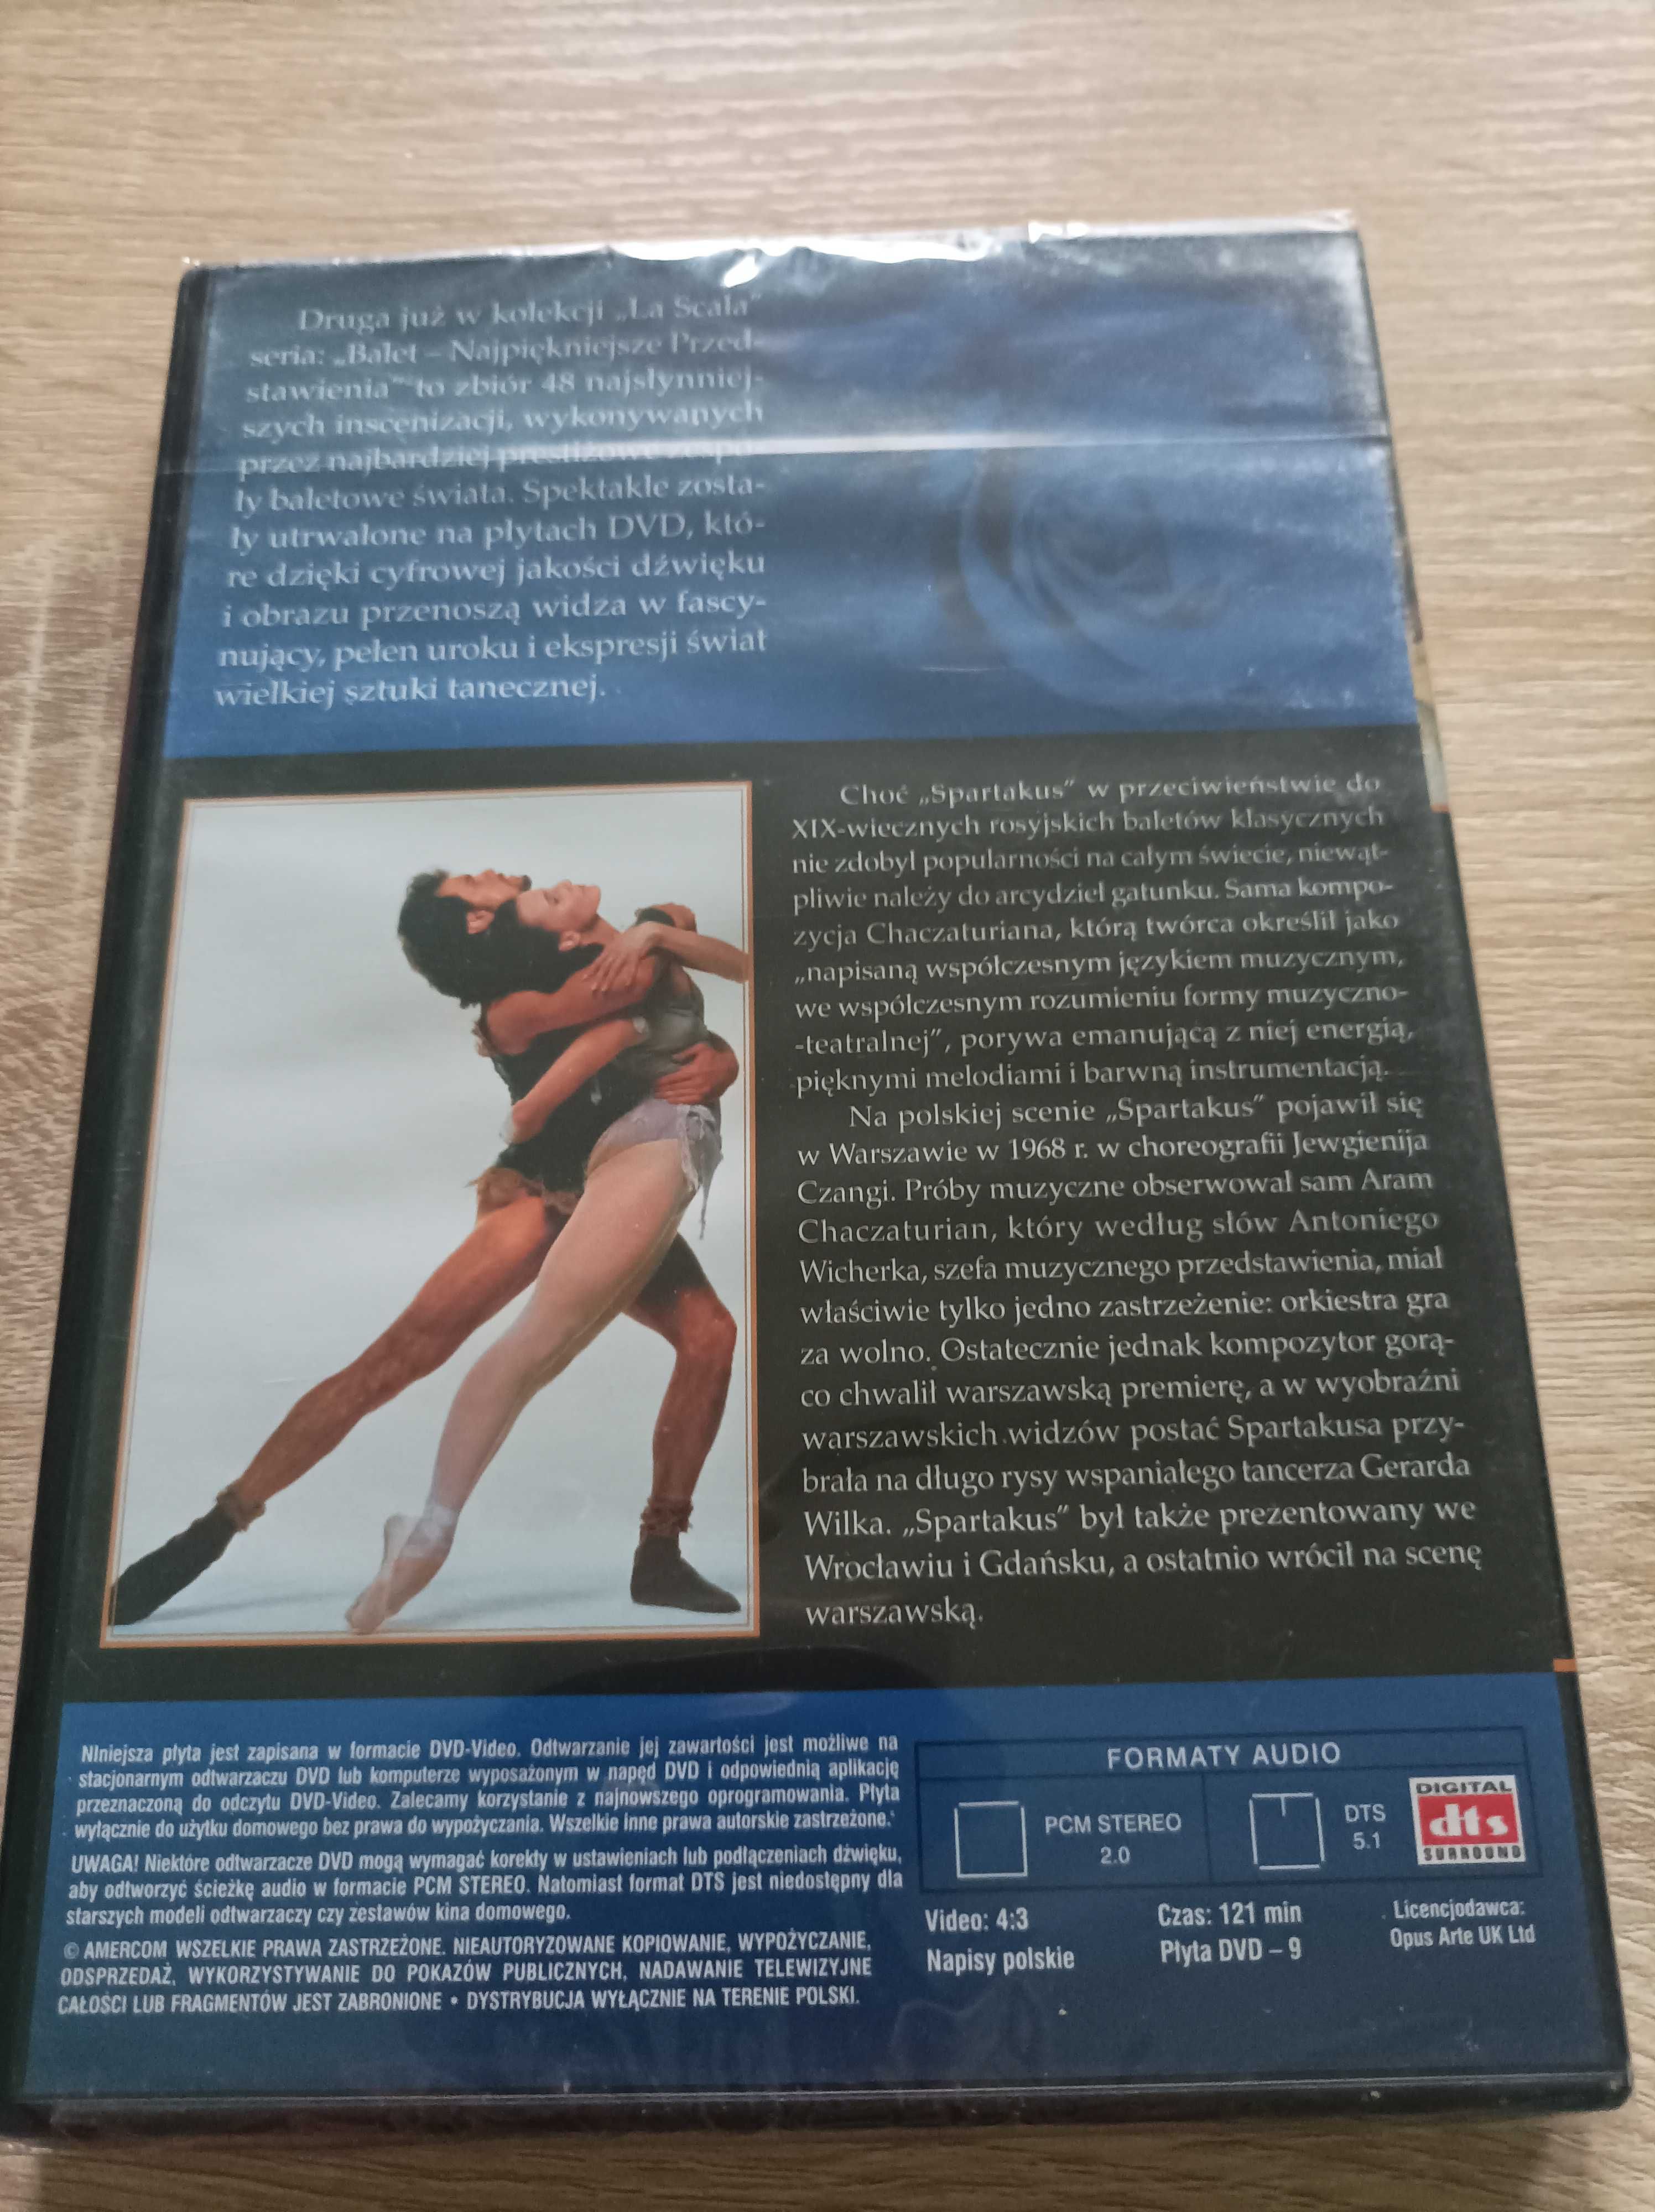 Druga już w kolekcji „La Scala”
seria: „Balet – Najpiękniejsze Przed-
stawienia” to zbiór 48 najsłynniej-
szych inscenizacji, wykonywanych
przez najbardziej prestiżowe zespo-
ły baletowe świata. Spektakle zosta-
ły utrwalone na płytach DVD, któ-
re dzięki cyfrowej jakości dźwięku
i obrazu przenoszą widza w fascy-
nujący, pełen uroku i ekspresji świat
wielkiej sztuki tanecznej.
Choć „Spartakus” w przeciwieństwie do
XIX-wiecznych rosyjskich baletów klasycznych
nie zdobył popularności na całym świecie, niewąt-
pliwie należy do arcydzieł gatunku. Sama kompo-
zycja Chaczaturiana, którą twórca określił jako
„napisaną współczesnym językiem muzycznym,
we współczesnym rozumieniu formy muzyczno-
-teatralnej”, porywa emanującą z niej energią,
pięknymi melodiami i barwną instrumentacją.
Na polskiej scenie „Spartakus” pojawił się
w Warszawie w 1968 r. w choreografii Jewgienija
Czangi. Próby muzyczne obserwował sam Aram
Chaczaturian, który według słów Antoniego
Wicherka, szefa muzycznego przedstawienia, miał
właściwie tylko jedno zastrzeżenie: orkiestra gra
za wolno. Ostatecznie jednak kompozytor gorą-
co chwalił warszawską premierę, a w wyobraźni
warszawskich widzów postać Spartakusa przy-
brała na długo rysy wspaniałego tancerza Gerarda
Wilka. „Spartakus” był także prezentowany we
Wrocławiu i Gdańsku, a ostatnio wrócił na scenę
warszawską.
NIniejsza płyta jest zapisana w formacie DVD-Video. Odtwarzanie jej zawartości jest możliwe na
stacjonarnym odtwarzaczu DVD lub komputerze wyposażonym w napęd DVD i odpowiednią aplikację
przeznaczoną do odczytu DVD-Video. Zalecamy korzystanie z najnowszego oprogramowania. Płyta
wyłącznie do użytku domowego bez prawa do wypożyczania. Wszelkie inne prawa autorskie zastrzeżone.
UWAGA! Niektóre odtwarzacze DVD mogą wymagać korekty w ustawieniach lub podłączeniach dźwięku,
aby odtworzyć ścieżkę audio w formacie PCM STEREO. Natomiast format DTS jest niedostępny dla
starszych modeli odtwarzaczy czy zestawów kina domowego.
© AMERCOM WSZELKIE PRAWA ZASTRZEŻONE. NIEAUTORYZOWANE KOPIOWANIE, WYPOŻYCZANIE,
ODSPRZEDAŻ, WYKORZYSTYWANIE DO POKAZÓW PUBLICZNYCH, NADAWANIE TELEWIZYJNE
CAŁOŚCI LUB FRAGMENTÓW JEST ZABRONIONE • DYSTRYBUCJA WYŁĄCZNIE NA TERENIE POLSKI.
FORMATY AUDIO
PCM STEREO
2.0
DTS
5.1
DIGITAL
dts
SURROUND
Video: 4:3
Napisy polskie
Czas: 121 min
Płyta DVD – 9
Licencjodawca:
Opus Arte UK Ltd